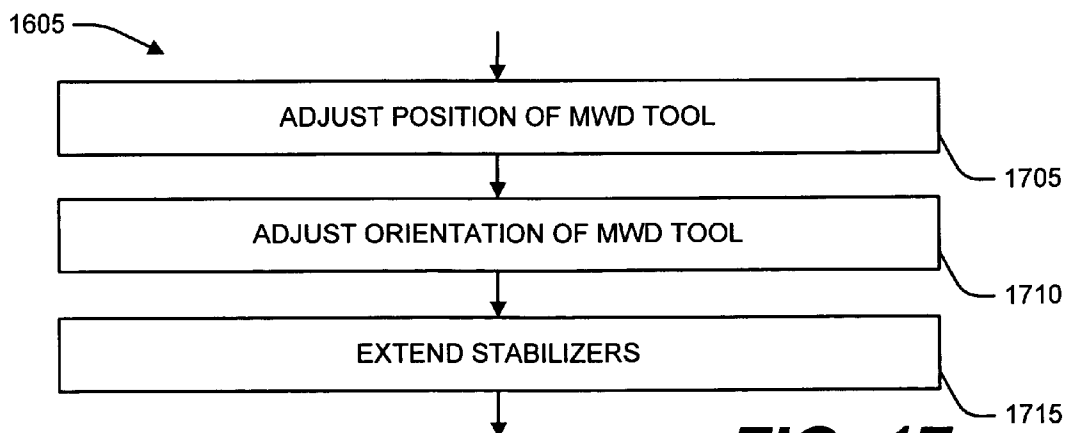 1605
ADJUST POSITION OF MWD TOOL
1705
ADJUST ORIENTATION OF MWD TOOL
1710
EXTEND STABILIZERS
1715